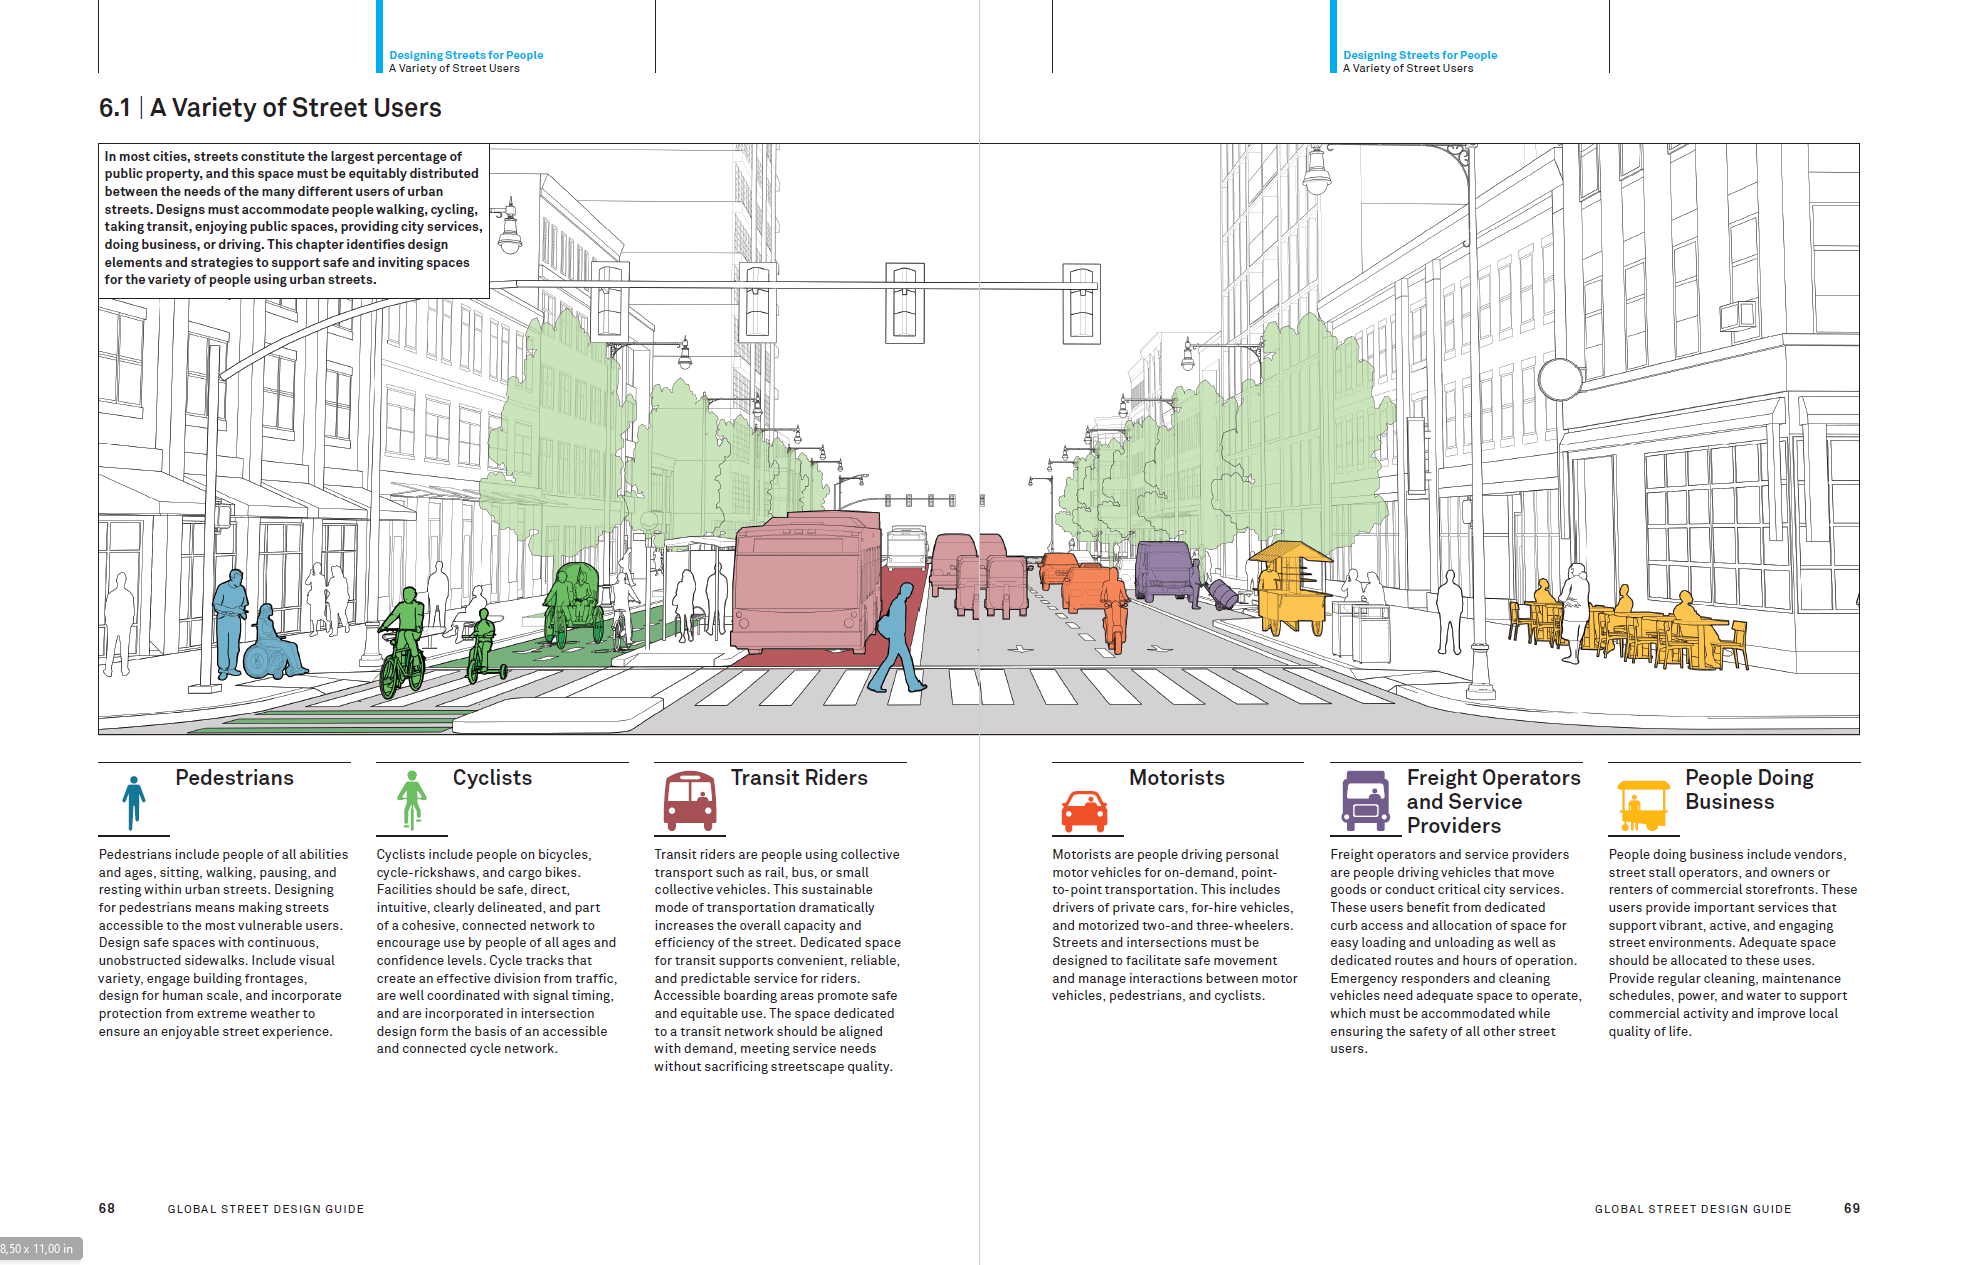 Designing Streets for People
A Variety of Street Users
Designing Streets for People
A Variety of Street Users
6.1 | A Variety of Street Users
In most cities, streets constitute the largest percentage of
public property, and this space must be equitably distributed
between the needs of the many different users of urban
streets. Designs must accommodate people walking, cycling,
taking transit, enjoying public spaces, providing city services,
doing business, or driving. This chapter identifies design
elements and strategies to support safe and inviting spaces
for the variety of people using urban streets.
Pedestrians
Pedestrians include people of all abilities
and ages, sitting, walking, pausing, and
resting within urban streets. Designing
for pedestrians means making streets
accessible to the most vulnerable users.
Design safe spaces with continuous,
unobstructed sidewalks. Include visual
variety, engage building frontages,
design for human scale, and incorporate
protection from extreme weather to
ensure an enjoyable street experience.
Cyclists
Cyclists include people on bicycles,
cycle-rickshaws, and cargo bikes.
Facilities should be safe, direct,
intuitive, clearly delineated, and part
of a cohesive, connected network to
encourage use by people of all ages and
confidence levels. Cycle tracks that
create an effective division from traffic,
are well coordinated with signal timing,
and are incorporated in intersection
design form the basis of an accessible
and connected cycle network.
Transit Riders
Transit riders are people using collective
transport such as rail, bus, or small
collective vehicles. This sustainable
mode of transportation dramatically
increases the overall capacity and
efficiency of the street. Dedicated space
for transit supports convenient, reliable,
and predictable service for riders.
Accessible boarding areas promote safe
and equitable use. The space dedicated
to a transit network should be aligned
with demand, meeting service needs
without sacrificing streetscape quality.
Motorists
Motorists are people driving personal
motor vehicles for on-demand, point-
to-point transportation. This includes
drivers of private cars, for-hire vehicles,
and motorized two-and three-wheelers.
Streets and intersections must be
designed to facilitate safe movement
and manage interactions between motor
vehicles, pedestrians, and cyclists.
Freight Operators
and Service
Providers
Freight operators and service providers
are people driving vehicles that move
goods or conduct critical city services.
These users benefit from dedicated
curb access and allocation of space for
easy loading and unloading as well as
dedicated routes and hours of operation.
Emergency responders and cleaning
vehicles need adequate space to operate,
which must be accommodated while
ensuring the safety of all other street
users.
People Doing
Business
People doing business include vendors,
street stall operators, and owners or
renters of commercial storefronts. These
users provide important services that
support vibrant, active, and engaging
street environments. Adequate space
should be allocated to these uses.
Provide regular cleaning, maintenance
schedules, power, and water to support
commercial activity and improve local
quality of life.
68 GLOBAL STREET DESIGN GUIDE
GLOBAL STREET DESIGN GUIDE 69
8,50 x 11,00 in